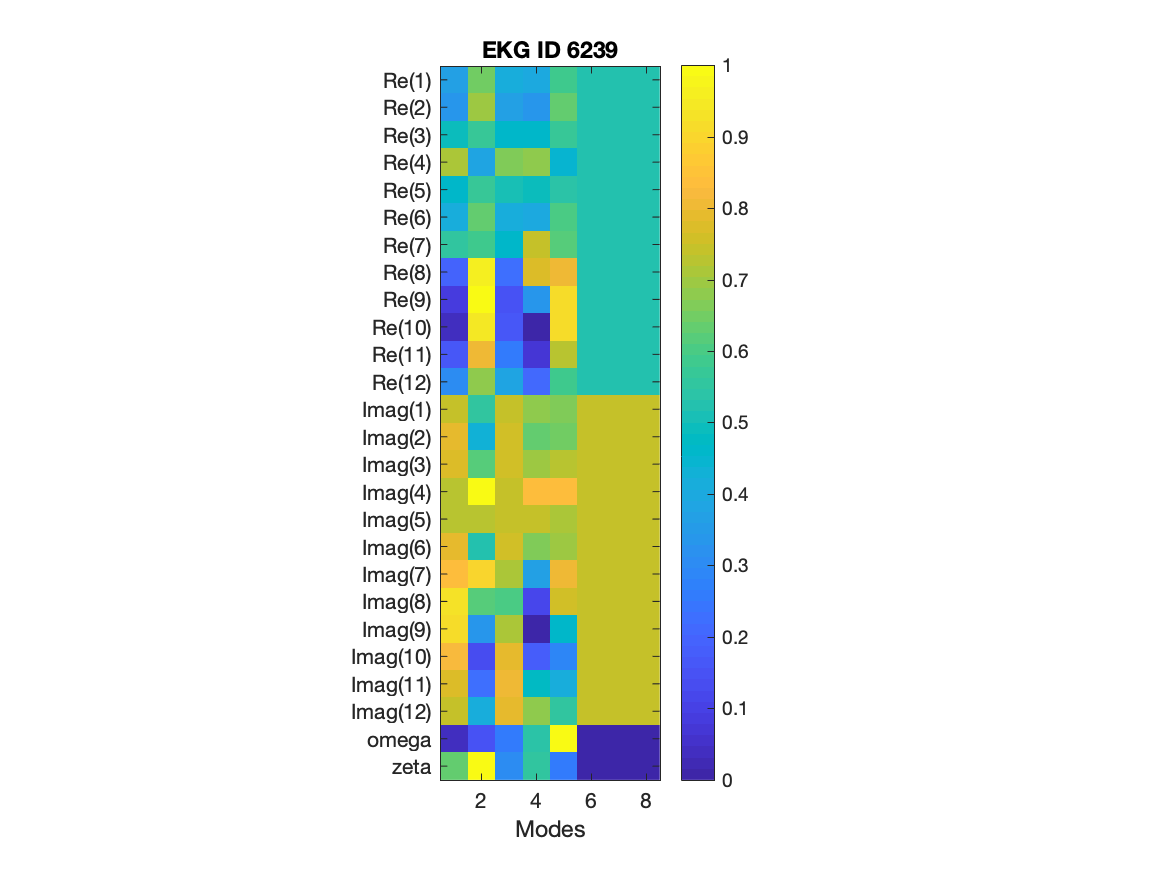 EKG ID 6239
Re(1)
Re(2)
Re(3)
Re(4)
Re(5)
Re(6)
Re(7)
Re(8)
Re(9)
Re(10)
Re(11)
Re(12)
Imag(1)
Imag(2)
Imag(3)
Imag(4)
Imag(5)
Imag(6)
Imag(7)
Imag(8)
Imag(9)
Imag(10)
Imag(11)
Imag(12)
omega
zeta
2 4 6 8
Modes
1
0.9
0.8
0.7
0.6
0.5
0.4
0.3
0.2
0.1
0